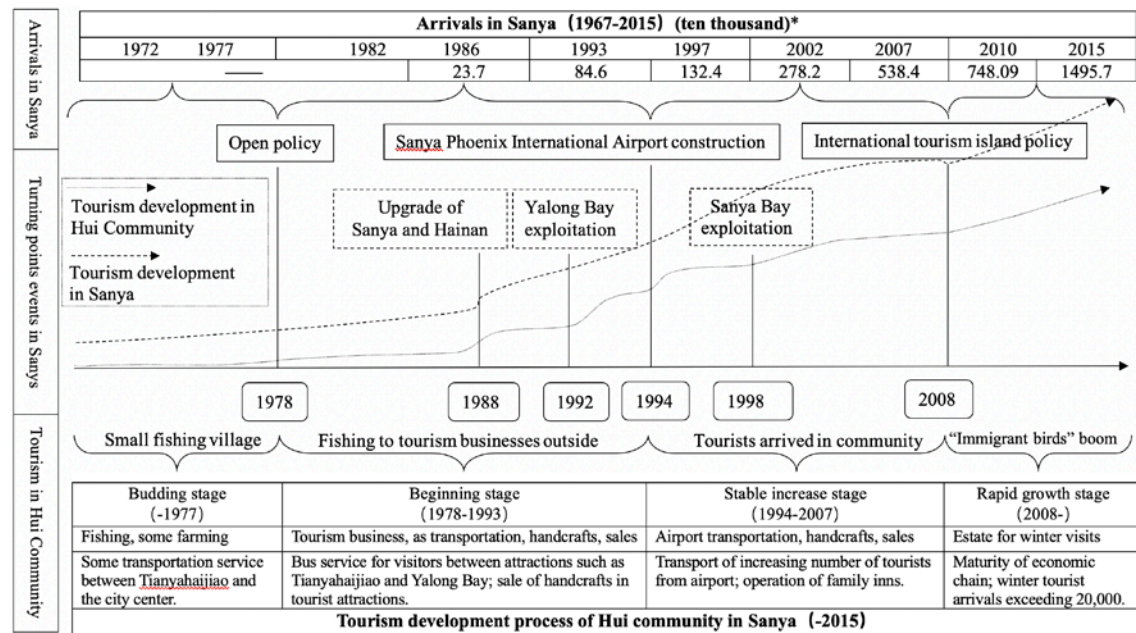 Arrivals in Sanya
Arrivals in Sanya (1967-2015) (ten thousand)*
1972 1977 1982 1986 1993 1997 2002 2007 2010 2015
— 23.7 84.6 132.4 278.2 538.4 748.09 1495.7
Turning points events in Sanys
Open policy
Sanya Phoenix International Airport construction
International tourism island policy
Tourism development in
Hui Community
Tourism development
in Sanya
Upgrade of
Sanya and Hainan
Yalong Bay
exploitation
Sanya Bay
exploitation
1978
1988
1992
1994
1998
2008
Tourism in Hui Community
Small fishing village
Fishing to tourism businesses outside
Tourists arrived in community
“Immigrant birds” boom
Budding stage
(-1977)
Beginning stage
(1978-1993)
Stable increase stage
(1994-2007)
Rapid growth stage
(2008-)
Fishing, some farming
Tourism business, as transportation, handcrafts, sales
Airport transportation, handcrafts, sales
Estate for winter visits
Some transportation service
between Tianyahaijiao and
the city center.
Bus service for visitors between attractions such as
Tianyahaijiao and Yalong Bay; sale of handcrafts in
tourist attractions.
Transport of increasing number of tourists
from airport; operation of family inns.
Maturity of economic
chain; winter tourist
arrivals exceeding 20,000.
Tourism development process of Hui community in Sanya (-2015)